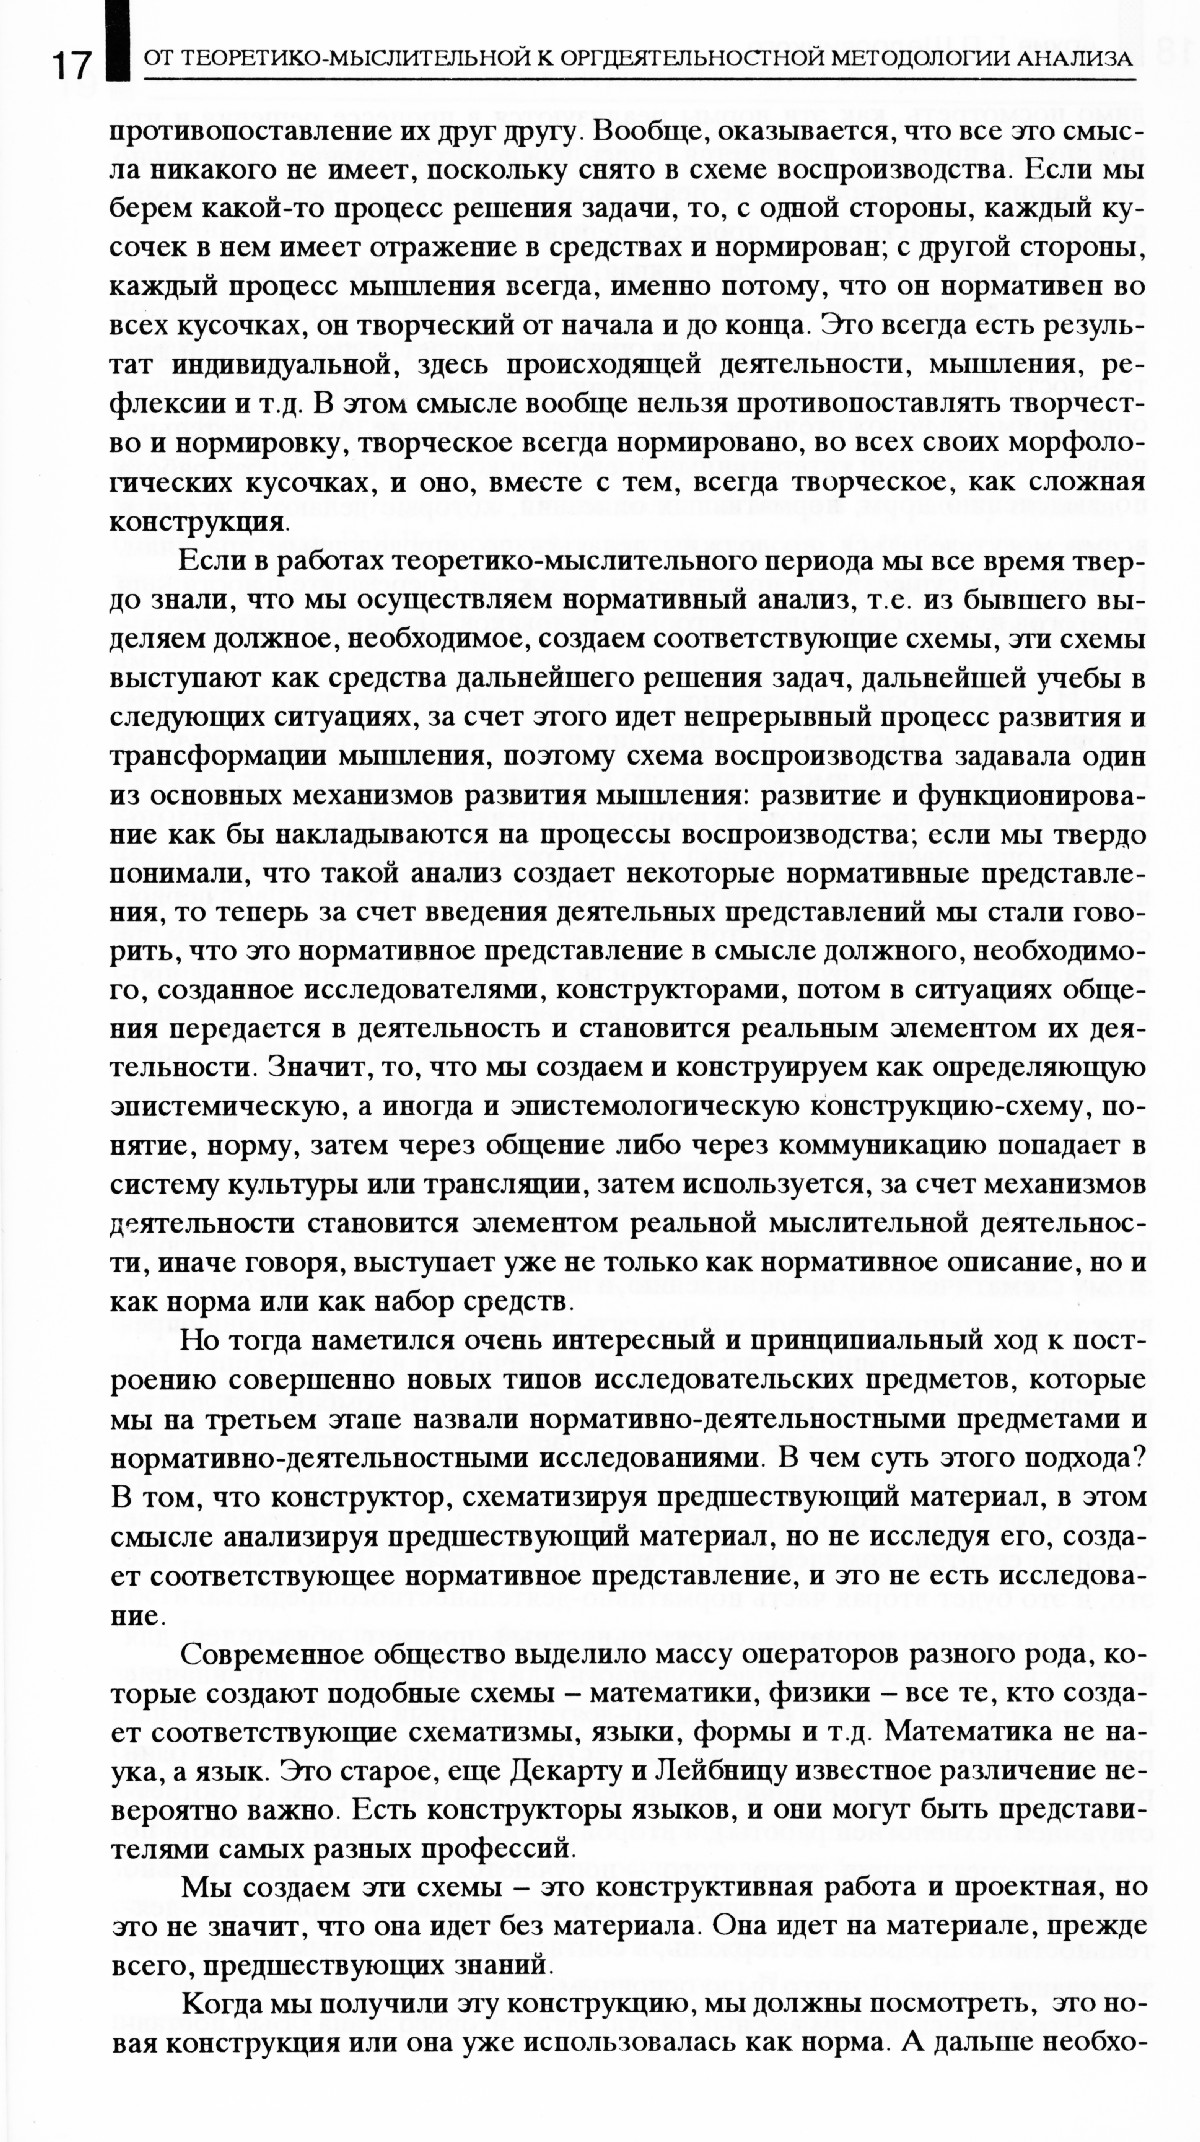 17
ОТ ТЕОРЕТИКО-МЫСЛИТЕЛЬНОЙ К ОРГДЕЯТЕЛЬНОСТНОЙ МЕТОДОЛОГИИ АНАЛИЗА
противопоставление их друг другу. Вообще, оказывается, что все это смыс-
ла никакого не имеет, поскольку снято в схеме воспроизводства. Если мы
берем какой-то процесс решения задачи, то, с одной стороны, каждый ку-
сочек в нем имеет отражение в средствах и нормирован; с другой стороны,
каждый процесс мышления всегда, именно потому, что он нормативен во
всех кусочках, он творческий от начала и до конца. Это всегда есть резуль-
тат индивидуальной, здесь происходящей деятельности, мышления, ре-
флексии и т.д. В этом смысле вообще нельзя противопоставлять творчест-
во и нормировку, творческое всегда нормировано, во всех своих морфоло-
гических кусочках, и оно, вместе с тем, всегда творческое, как сложная
конструкция.
Если в работах теоретико-мыслительного периода мы все время твер-
до знали, что мы осуществляем нормативный анализ, т.е. из бывшего вы-
деляем должное, необходимое, создаем соответствующие схемы, эти схемы
выступают как средства дальнейшего решения задач, дальнейшей учебы в
следующих ситуациях, за счет этого идет непрерывный процесс развития и
трансформации мышления, поэтому схема воспроизводства задавала один
из основных механизмов развития мышления: развитие и функционирова-
ние как бы накладываются на процессы воспроизводства; если мы твердо
понимали, что такой анализ создает некоторые нормативные представле-
ния, то теперь за счет введения деятельных представлений мы стали гово-
рить, что это нормативное представление в смысле должного, необходимо-
го, созданное исследователями, конструкторами, потом в ситуациях обще-
ния передается в деятельность и становится реальным элементом их дея-
тельности. Значит, то, что мы создаем и конструируем как определяющую
эпистемическую, а иногда и эпистемологическую конструкцию-схему, по-
нятие, норму, затем через общение либо через коммуникацию попадает в
систему культуры или трансляции, затем используется, за счет механизмов
деятельности становится элементом реальной мыслительной деятельнос-
ти, иначе говоря, выступает уже не только как нормативное описание, но и
как норма или как набор средств.
Но тогда наметился очень интересный и принципиальный ход к пост-
роению совершенно новых типов исследовательских предметов, которые
мы на третьем этапе назвали нормативно-деятельностными предметами и
нормативно-деятельностными исследованиями. В чем суть этого подхода?
В том, что конструктор, схематизируя предшествующий материал, в этом
смысле анализируя предшествующий материал, но не исследуя его, созда-
ет соответствующее нормативное представление, и это не есть исследова-
ние.
Современное общество выделило массу операторов разного рода, ко-
торые создают подобные схемы – математики, физики – все те, кто созда-
ет соответствующие схематизмы, языки, формы и т.д. Математика не на-
ука, а язык. Это старое, еще Декарту и Лейбницу известное различение не-
вероятно важно. Есть конструкторы языков, и они могут быть представи-
телями самых разных профессий.
Мы создаем эти схемы – это конструктивная работа и проектная, но
это не значит, что она идет без материала. Она идет на материале, прежде
всего, предшествующих знаний.
Когда мы получили эту конструкцию, мы должны посмотреть, это но-
вая конструкция или она уже использовалась как норма. А дальше необхо-